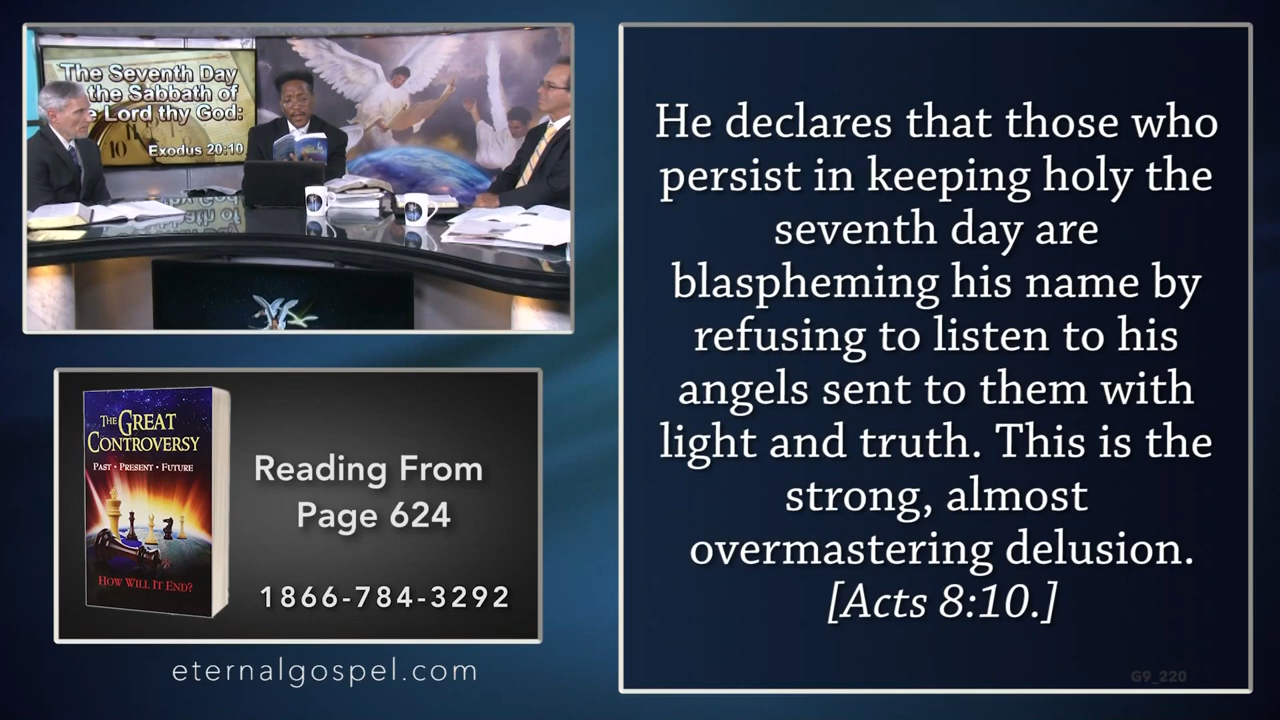 The Seventh Day
the Sabbath of
e Lord thy God:
10
Exodus 20:10
THE GREAT
CONTROVERSY
PAST • PRESENT • FUTURE
HOW WILL IT END?
Reading From
Page 624
1866-784-3292
eternalgospel.com
He declares that those who
persist in keeping holy the
seventh day are
blaspheming his name by
refusing to listen to his
angels sent to them with
light and truth. This is the
strong, almost
overmastering delusion.
[Acts 8:10.]
G9_220